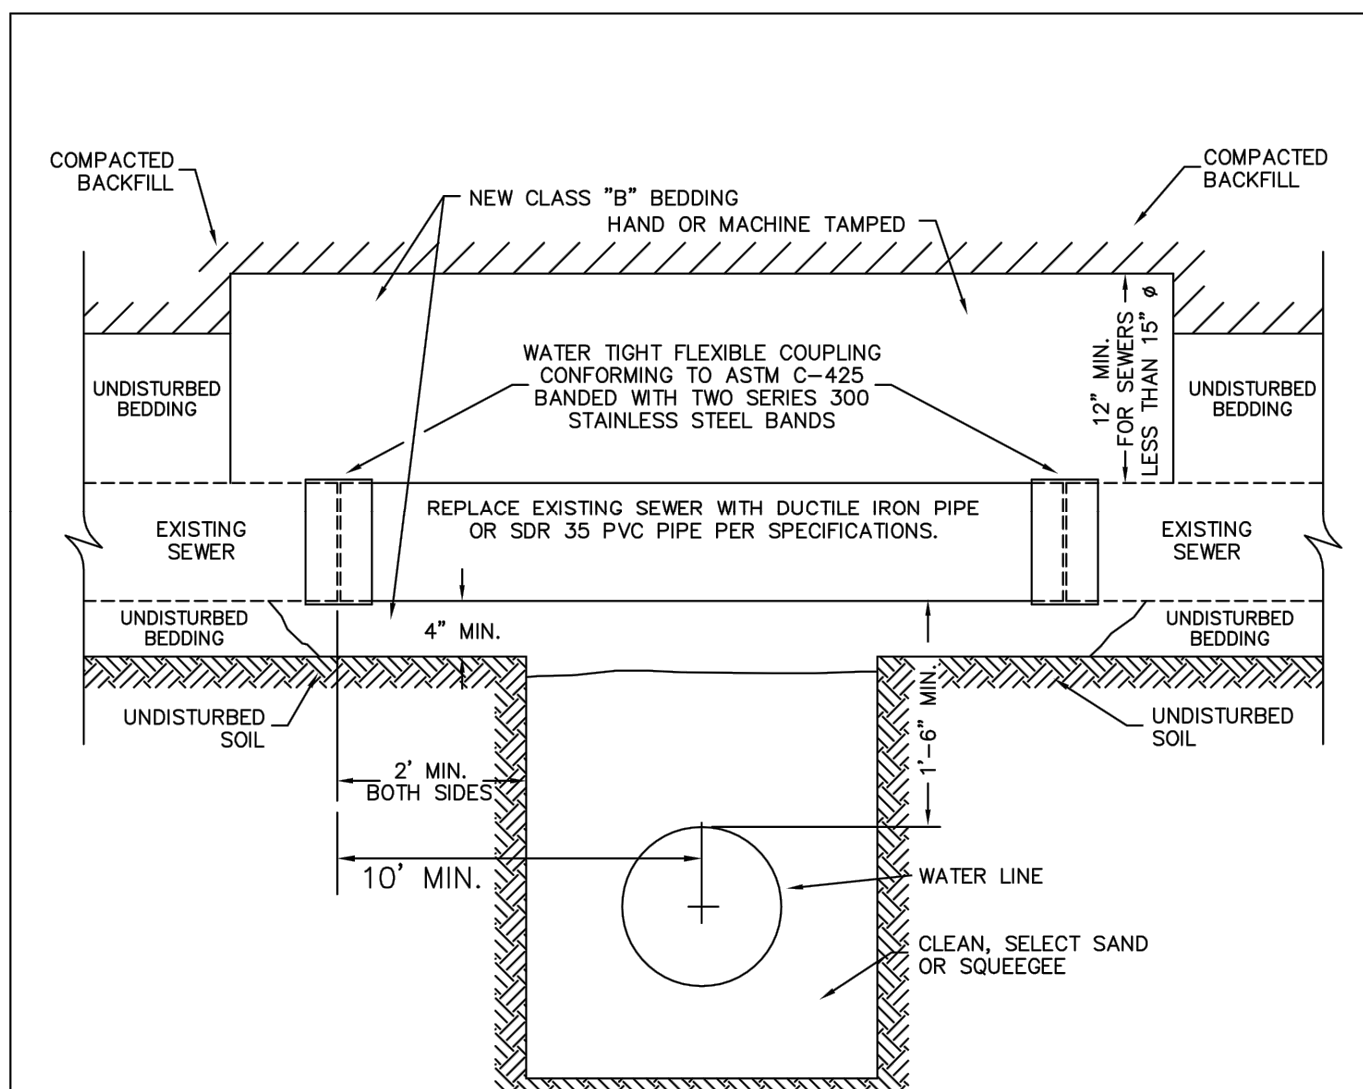 COMPACTED
BACKFILL
COMPACTED
BACKFILL
NEW CLASS "B" BEDDING
HAND OR MACHINE TAMPED
12" MIN.
FOR SEWERS
LESS THAN 15" ø
WATER TIGHT FLEXIBLE COUPLING
CONFORMING TO ASTM C-425
BANDED WITH TWO SERIES 300
STAINLESS STEEL BANDS
UNDISTURBED
BEDDING
UNDISTURBED
BEDDING
REPLACE EXISTING SEWER WITH DUCTILE IRON PIPE
OR SDR 35 PVC PIPE PER SPECIFICATIONS.
EXISTING
SEWER
EXISTING
SEWER
UNDISTURBED
BEDDING
4" MIN.
UNDISTURBED
BEDDING
UNDISTURBED
SOIL
1'-6" MIN.
UNDISTURBED
SOIL
2' MIN.
BOTH SIDES
10' MIN.
WATER LINE
CLEAN, SELECT SAND
OR SQUEEGEE